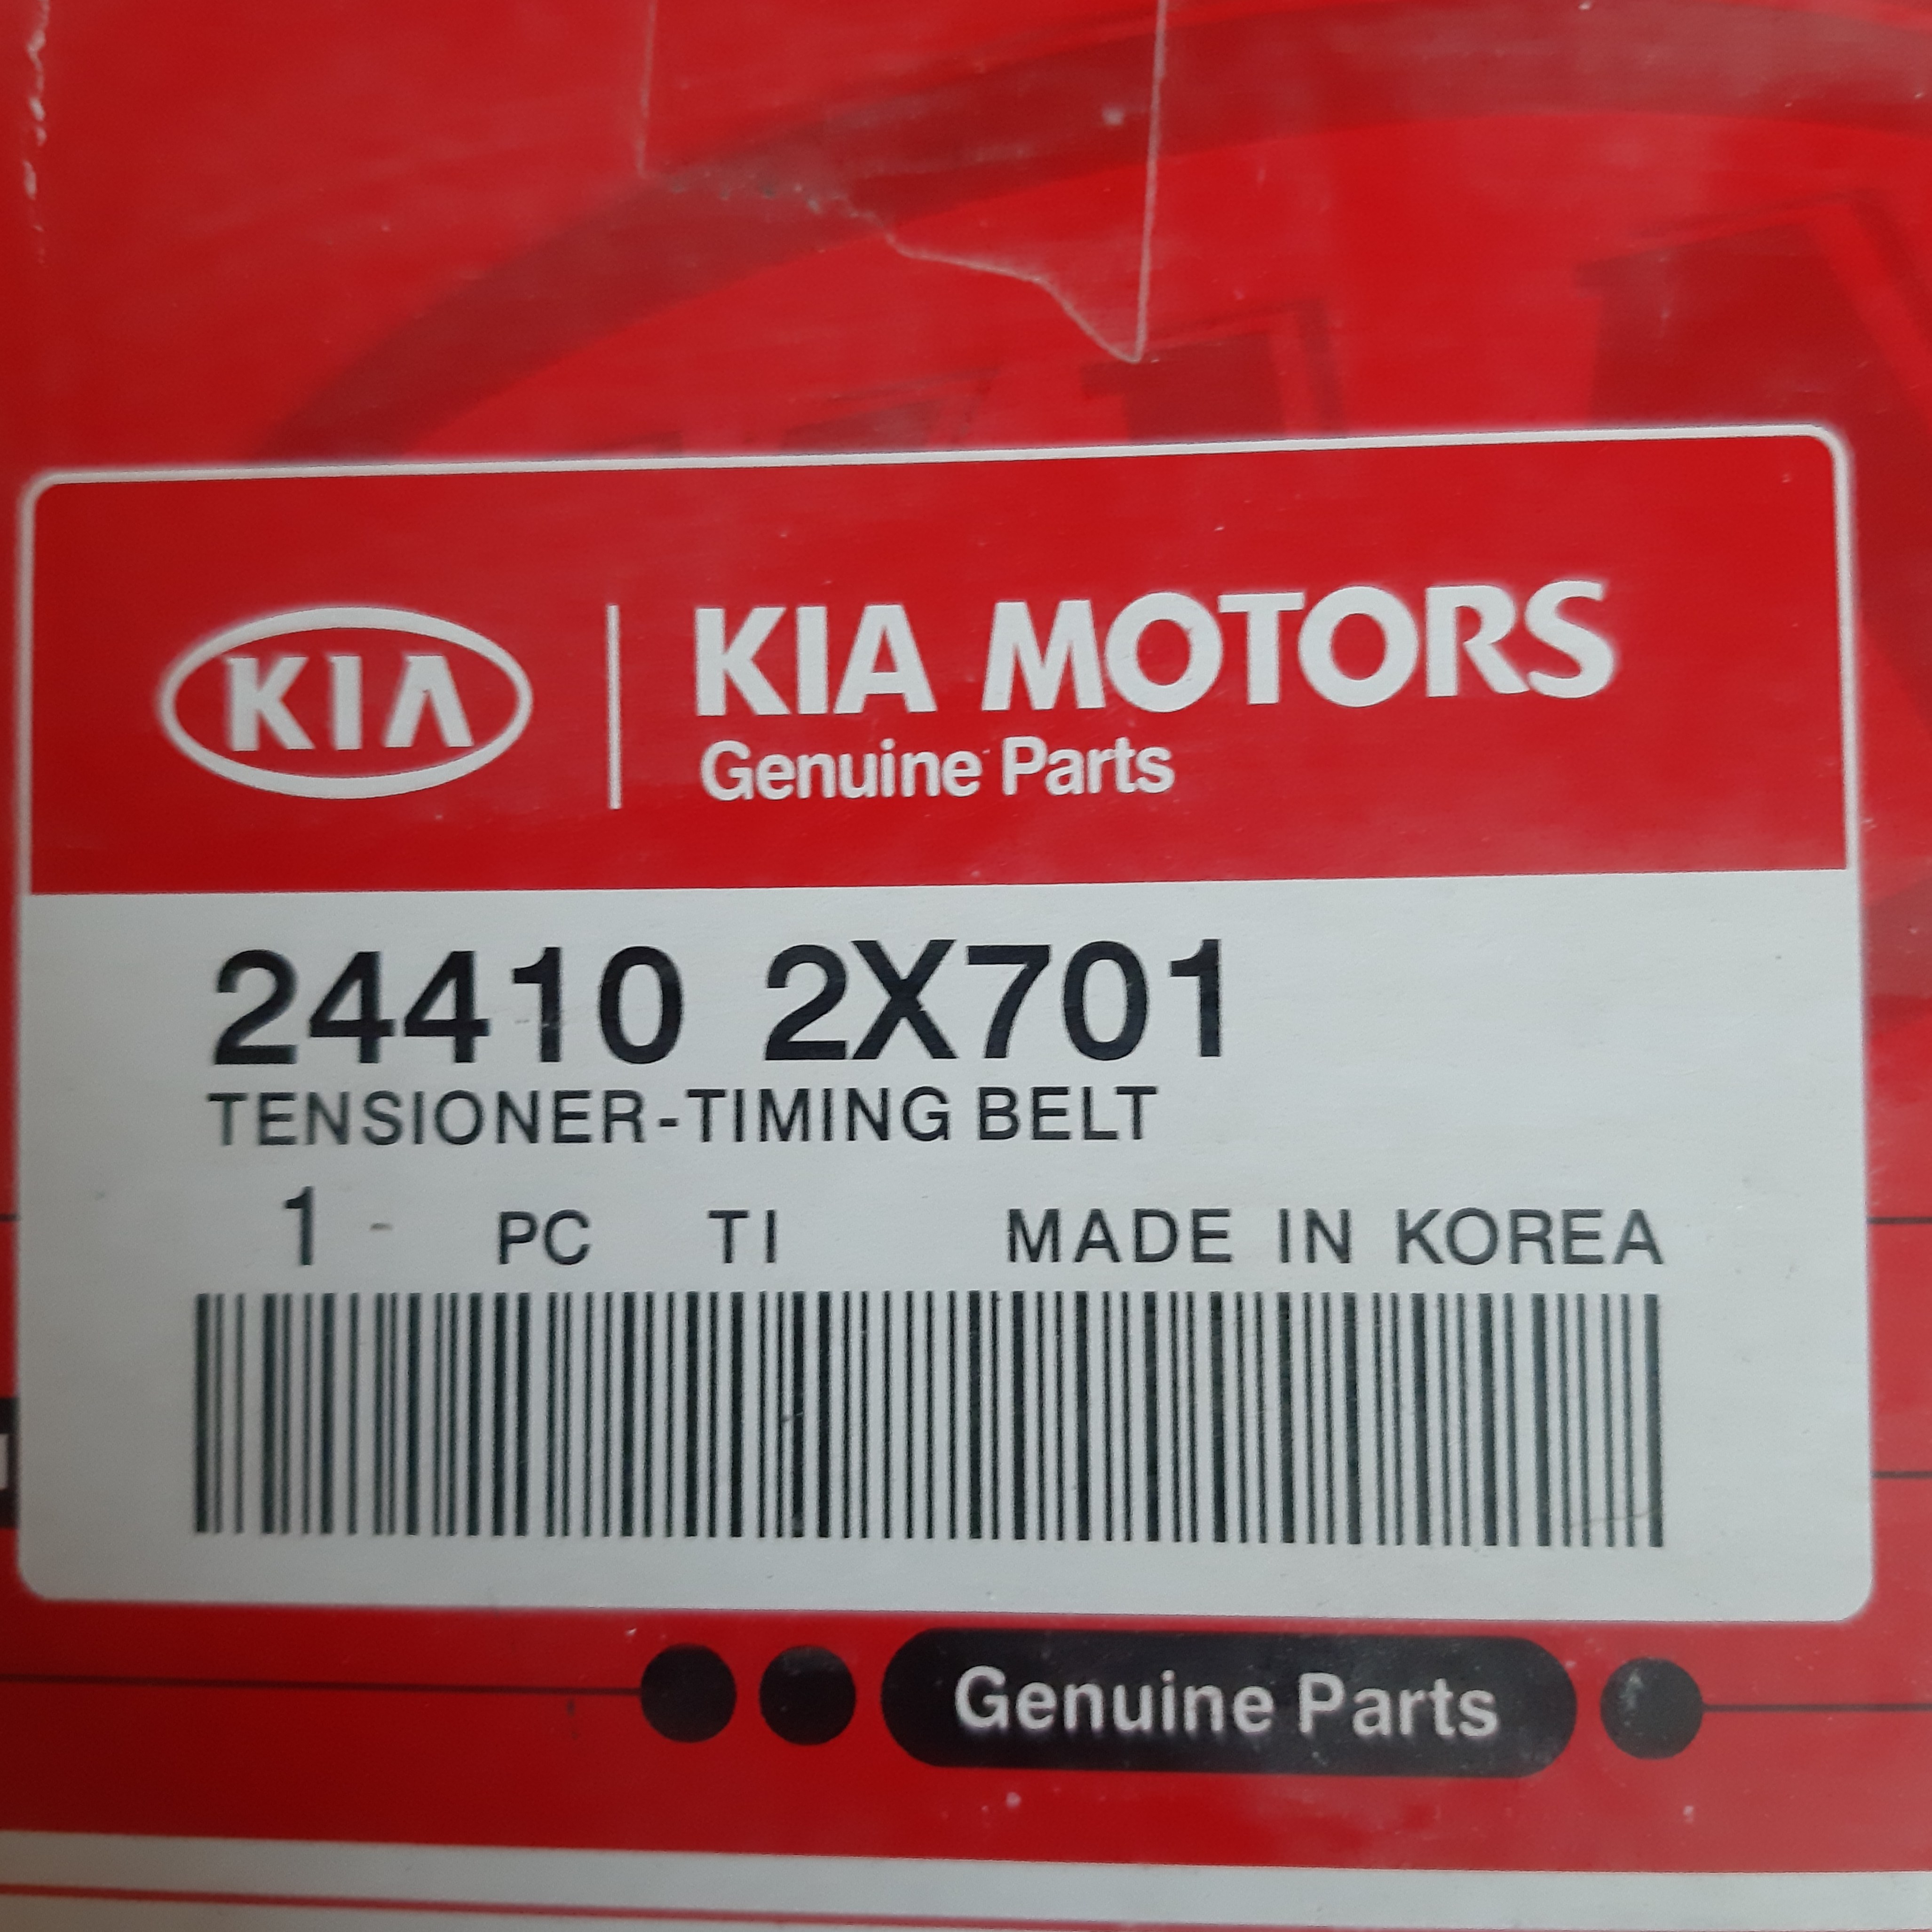 KIA
KIA MOTORS
Genuine Parts
24410 2X701
TENSIONER-TIMING BELT
1 - PC TI MADE IN KOREA
Genuine Parts